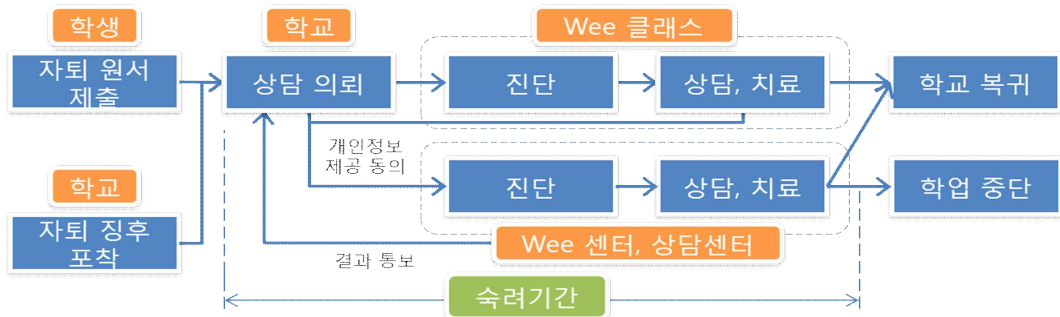 학생
학교
Wee 클래스
자퇴 원서
제출
상담 의뢰
진단
상담, 치료
학교 복귀
개인정보
제공 동의
학교
자퇴 징후
포착
진단
상담, 치료
학업 중단
Wee 센터, 상담센터
결과 통보
숙려기간